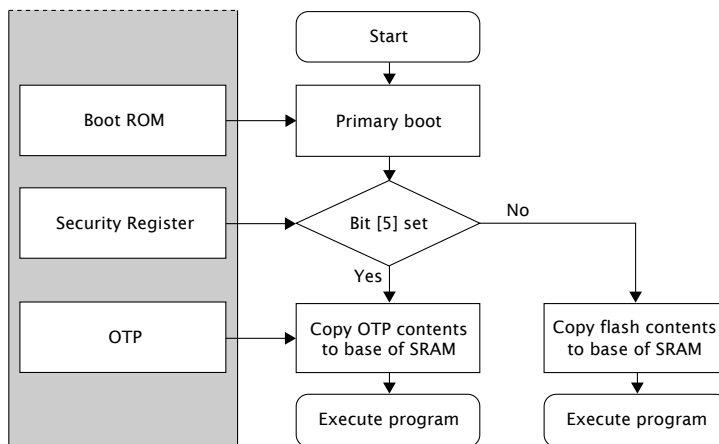 Start
Boot ROM
Primary boot
Security Register
Bit [5] set
No
Yes
OTP
Copy OTP contents
to base of SRAM
Copy flash contents
to base of SRAM
Execute program
Execute program